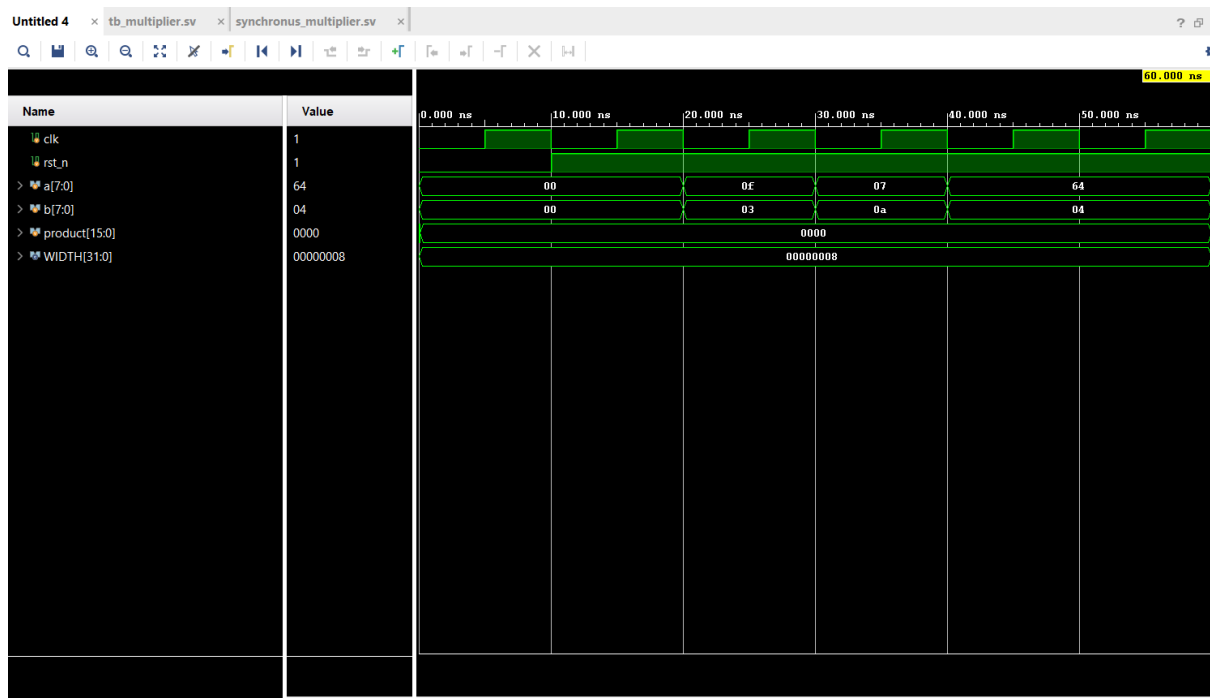 Untitled 4 × tb_multiplier.sv × synchronus_multiplier.sv × ?
60.000 ns
Name Value 0.000 ns 10.000 ns 20.000 ns 30.000 ns 40.000 ns 50.000 ns
clk 1
rst_n 1
a[7:0] 64 00 0f 07 64
b[7:0] 04 00 03 0a 04
product[15:0] 0000 0000
WIDTH[31:0] 00000008 00000008